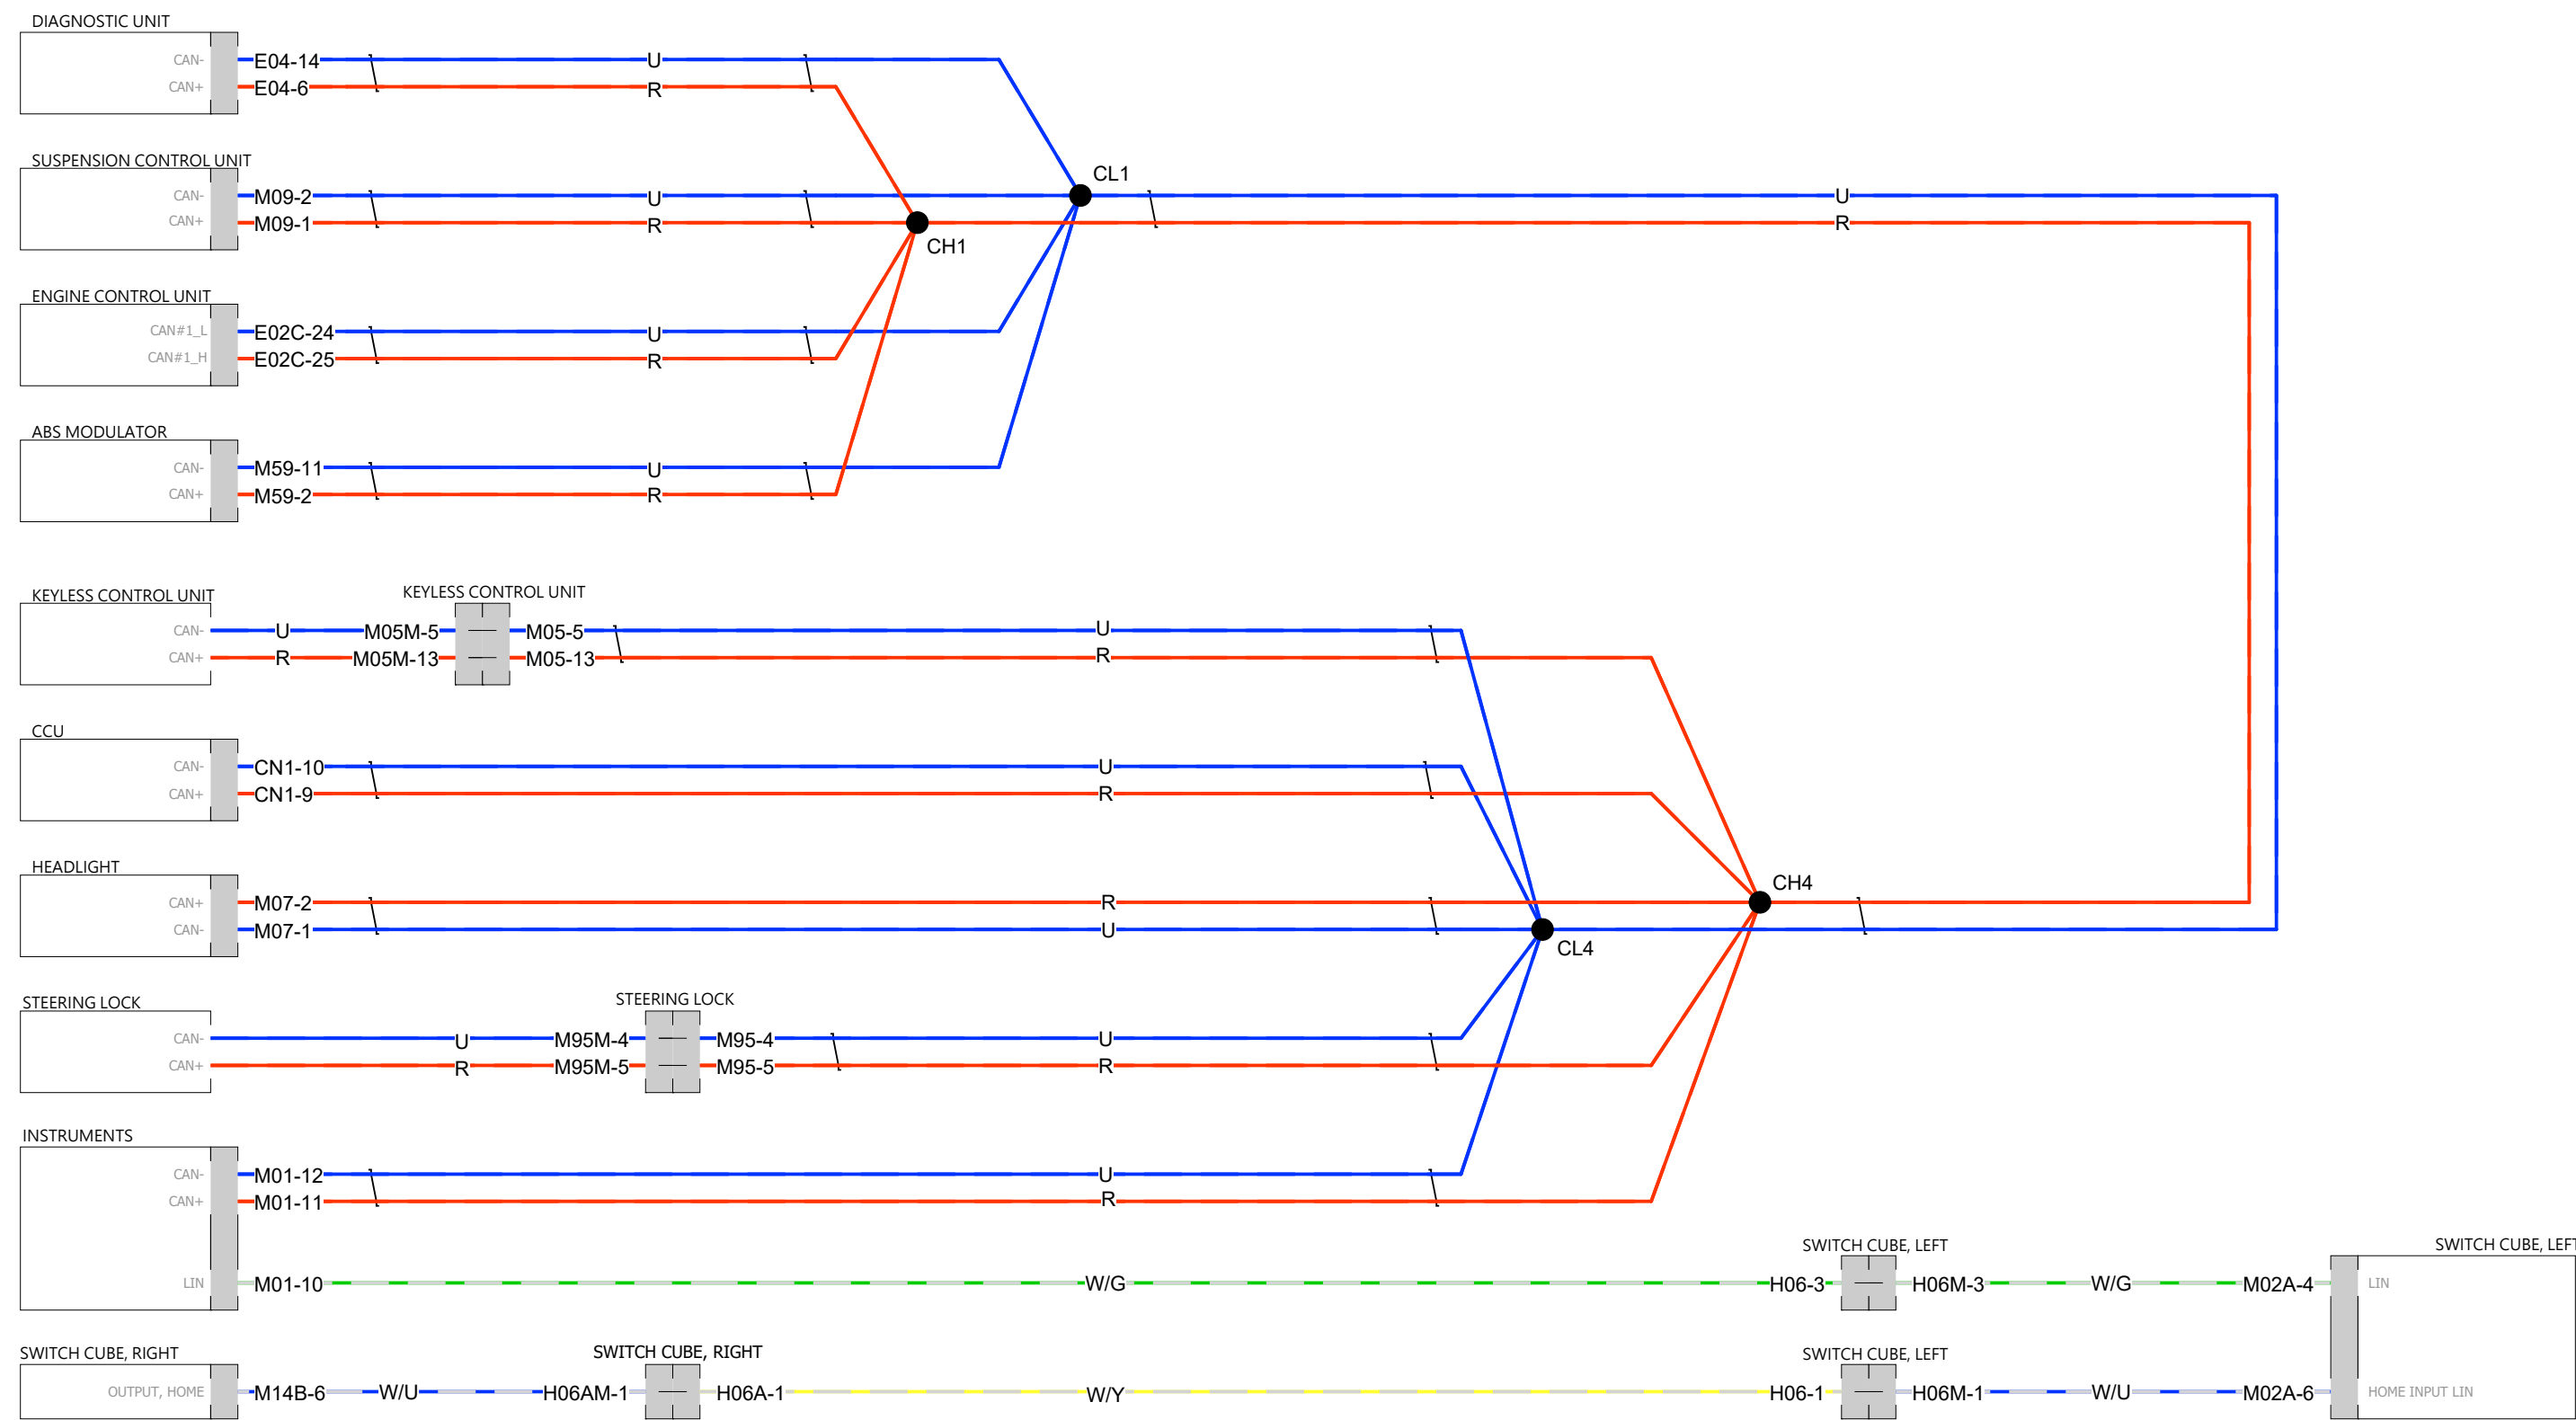 DIAGNOSTIC UNIT
CAN- E04-14 U
CAN+ E04-6 R
SUSPENSION CONTROL UNIT
CL1
CAN- M09-2 U U
CAN+ M09-1 R R
CH1
ENGINE CONTROL UNIT
CAN#1_L E02C-24 U
CAN#1_H E02C-25 R
ABS MODULATOR
CAN- M59-11 U
CAN+ M59-2 R
KEYLESS CONTROL UNIT KEYLESS CONTROL UNIT
CAN- U M05M-5 M05-5 U
CAN+ R M05M-13 M05-13 R
CCU
CAN- CN1-10 U
CAN+ CN1-9 R
HEADLIGHT
CH4
CAN+ M07-2 R
CAN- M07-1 U
CL4
STEERING LOCK STEERING LOCK
CAN- U M95M-4 M95-4 U
CAN+ R M95M-5 M95-5 R
INSTRUMENTS
CAN- M01-12 U
CAN+ M01-11 R
SWITCH CUBE, LEFT SWITCH CUBE, LEFT
LIN M01-10 W/G H06-3 H06M-3 W/G M02A-4 LIN
SWITCH CUBE, RIGHT SWITCH CUBE, RIGHT SWITCH CUBE, LEFT
OUTPUT, HOME M14B-6 W/U H06AM-1 H06A-1 W/Y H06-1 H06M-1 W/U M02A-6 HOME INPUT LIN